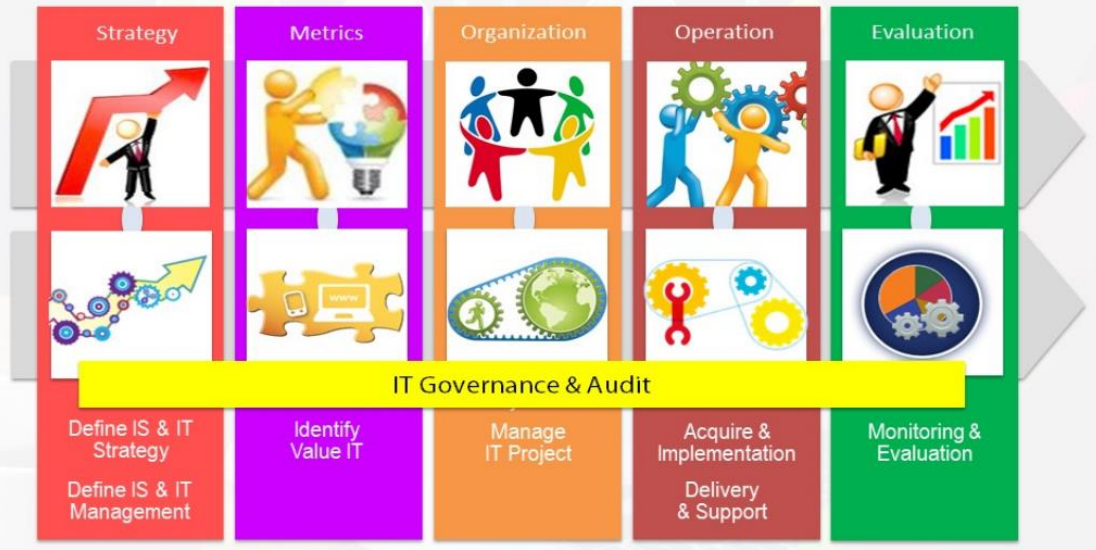 Strategy
Metrics
Organization
Operation
Evaluation
www
IT Governance & Audit
Define IS & IT
Strategy
Define IS & IT
Management
Identify
Value IT
Manage
IT Project
Acquire &
Implementation
Delivery
& Support
Monitoring &
Evaluation